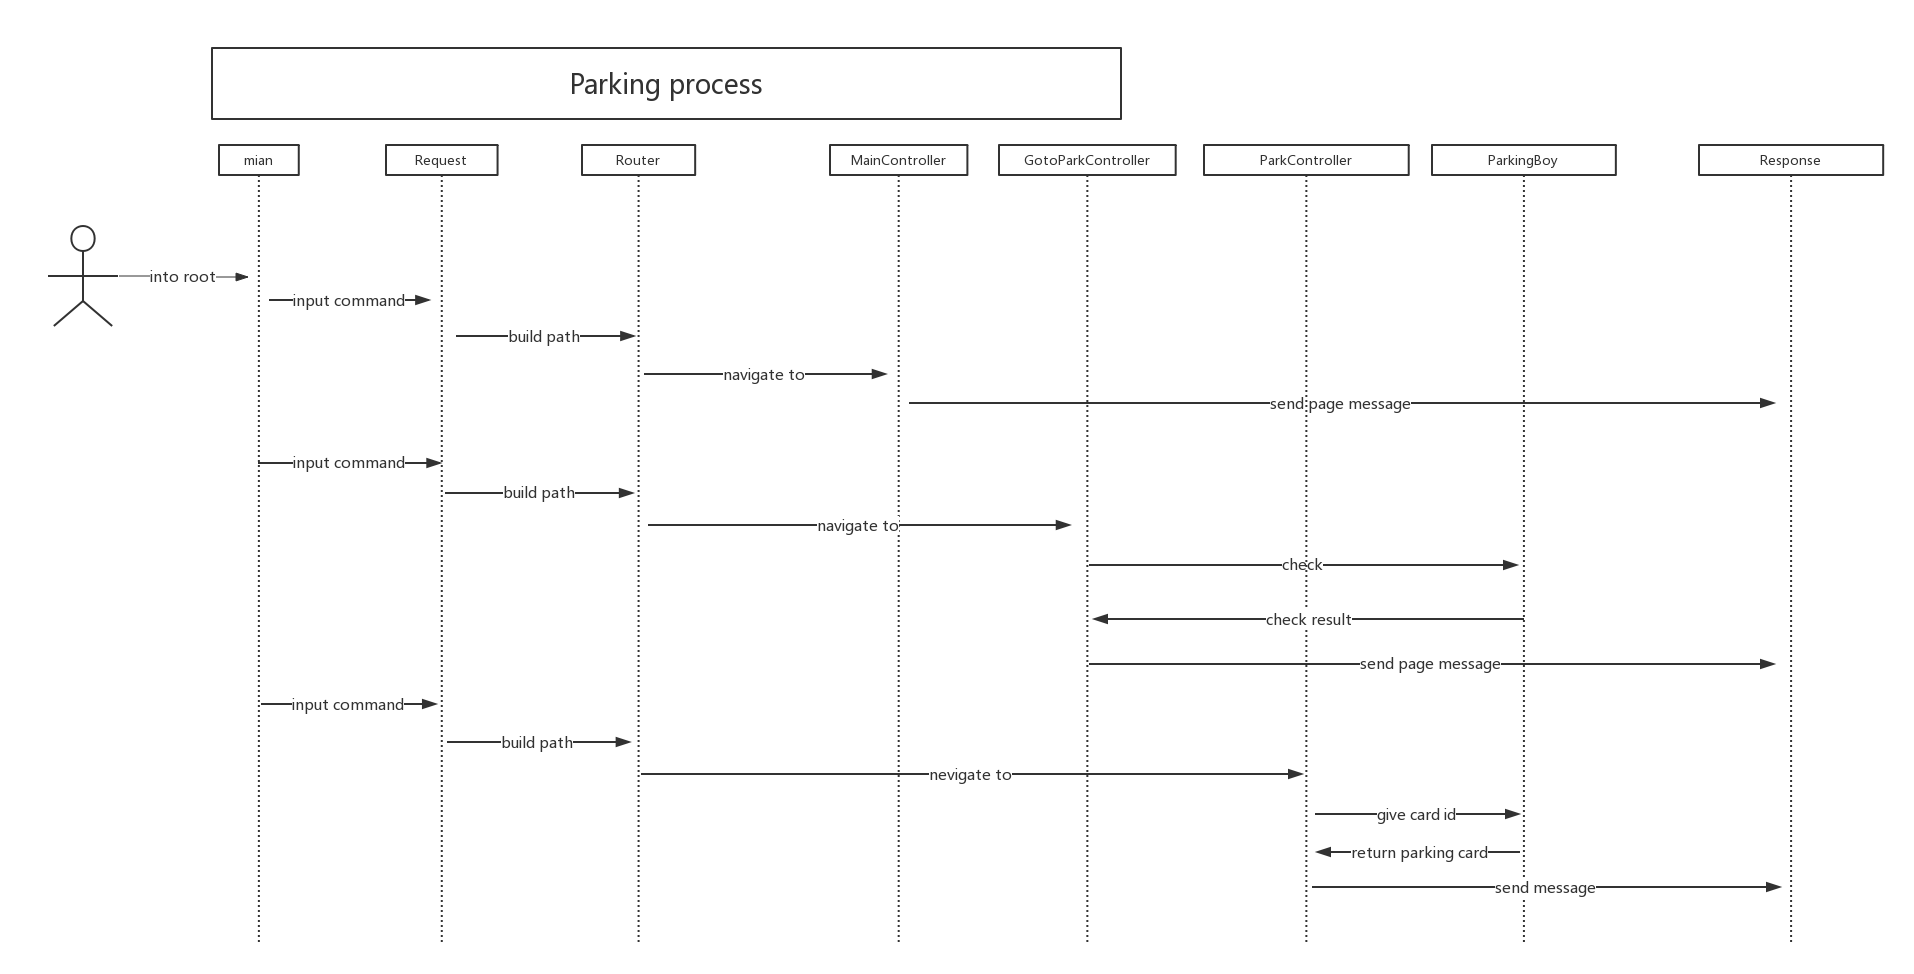 Parking process
mian
Request
Router
MainController
GotoParkController
ParkController
ParkingBoy
Response
into root
input command
build path
navigate to
send page message
input command
build path
navigate to
check
check result
send page message
input command
build path
nevigate to
give card id
return parking card
send message